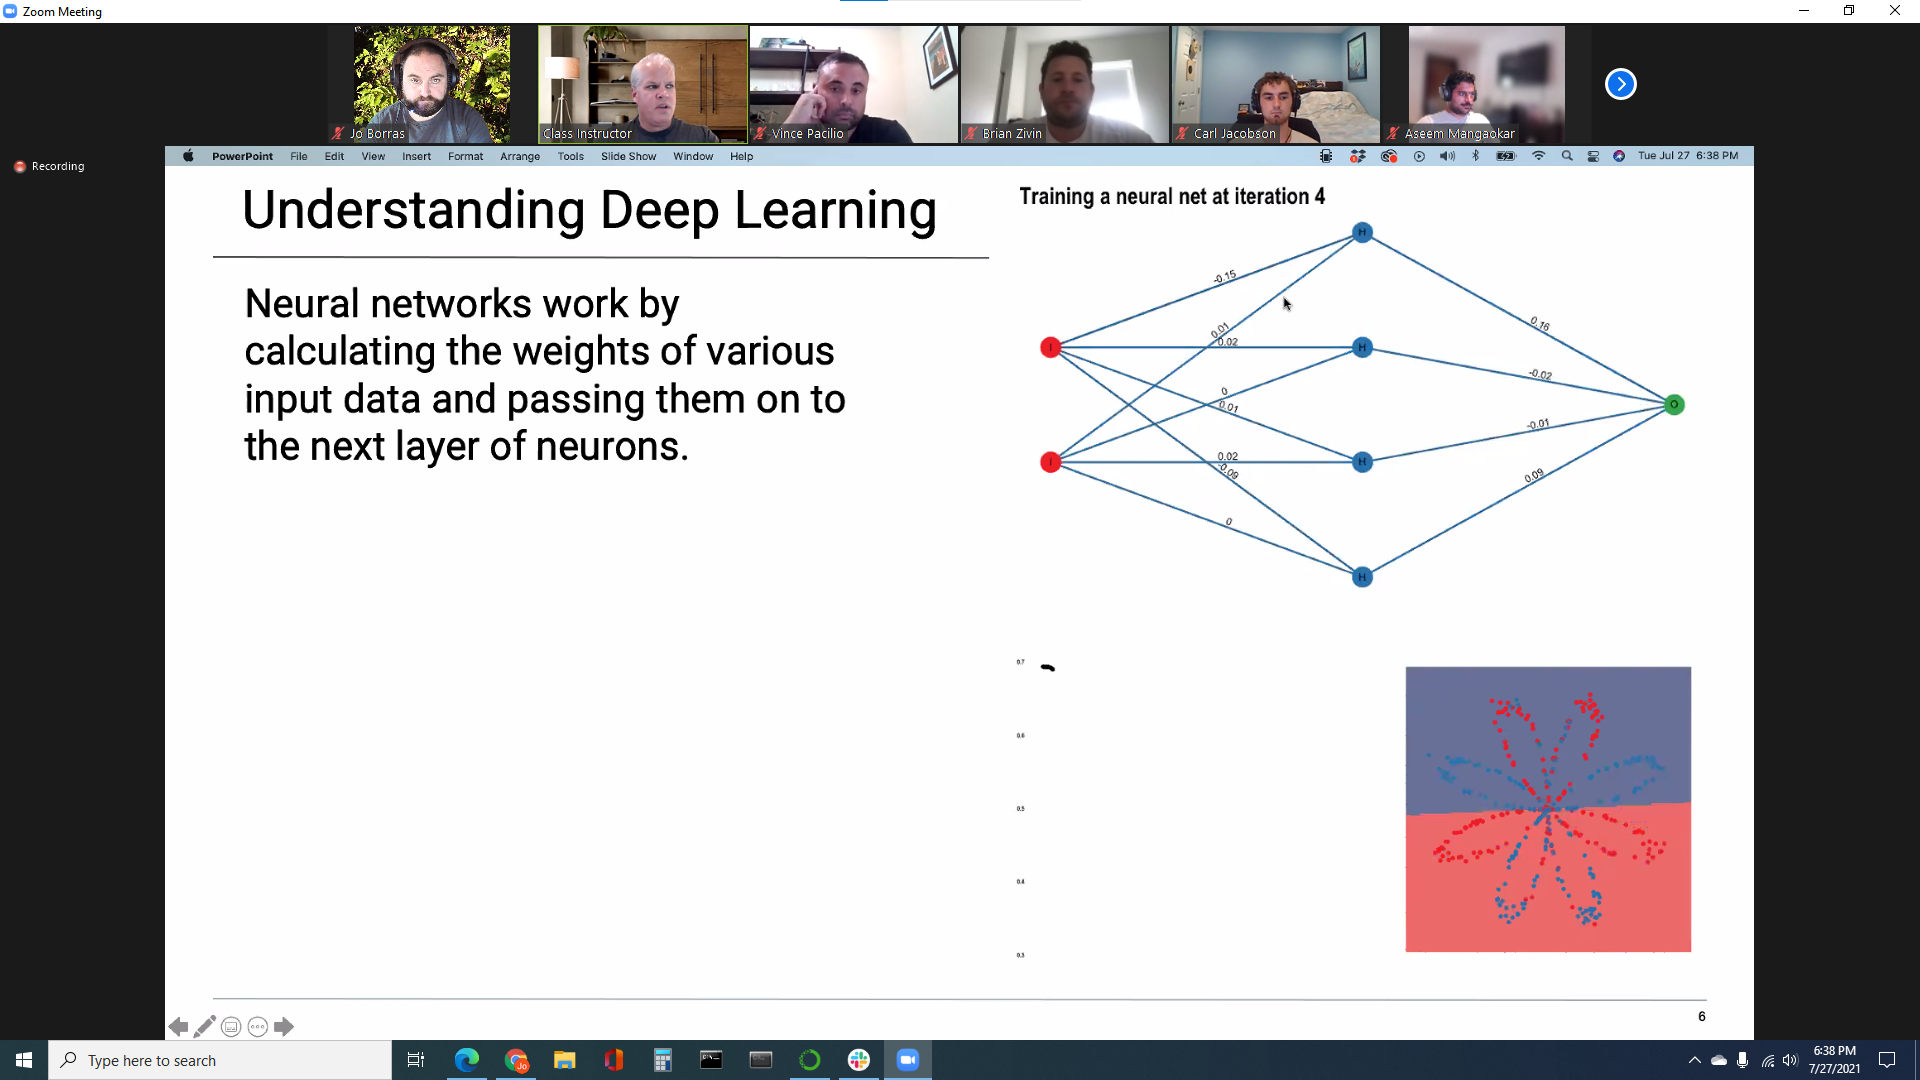 Zoom Meeting
Jo Borras
Class Instructor
Vince Pacilio
Brian Zivin
Carl Jacobson
Aseem Mangaokar
Recording
PowerPoint File Edit View Insert Format Arrange Tools Slide Show Window Help
Tue Jul 27 6:38 PM
Understanding Deep Learning
Neural networks work by
calculating the weights of various
input data and passing them on to
the next layer of neurons.
Training a neural net at iteration 4
H
-0.15
0.16
0.01
0.02
I
H
-0.02
0
0.01
O
-0.01
0.02
-0.09
I
H
0.09
0
H
0.7
0.6
0.5
0.4
0.3
6
Type here to search
6:38 PM
7/27/2021